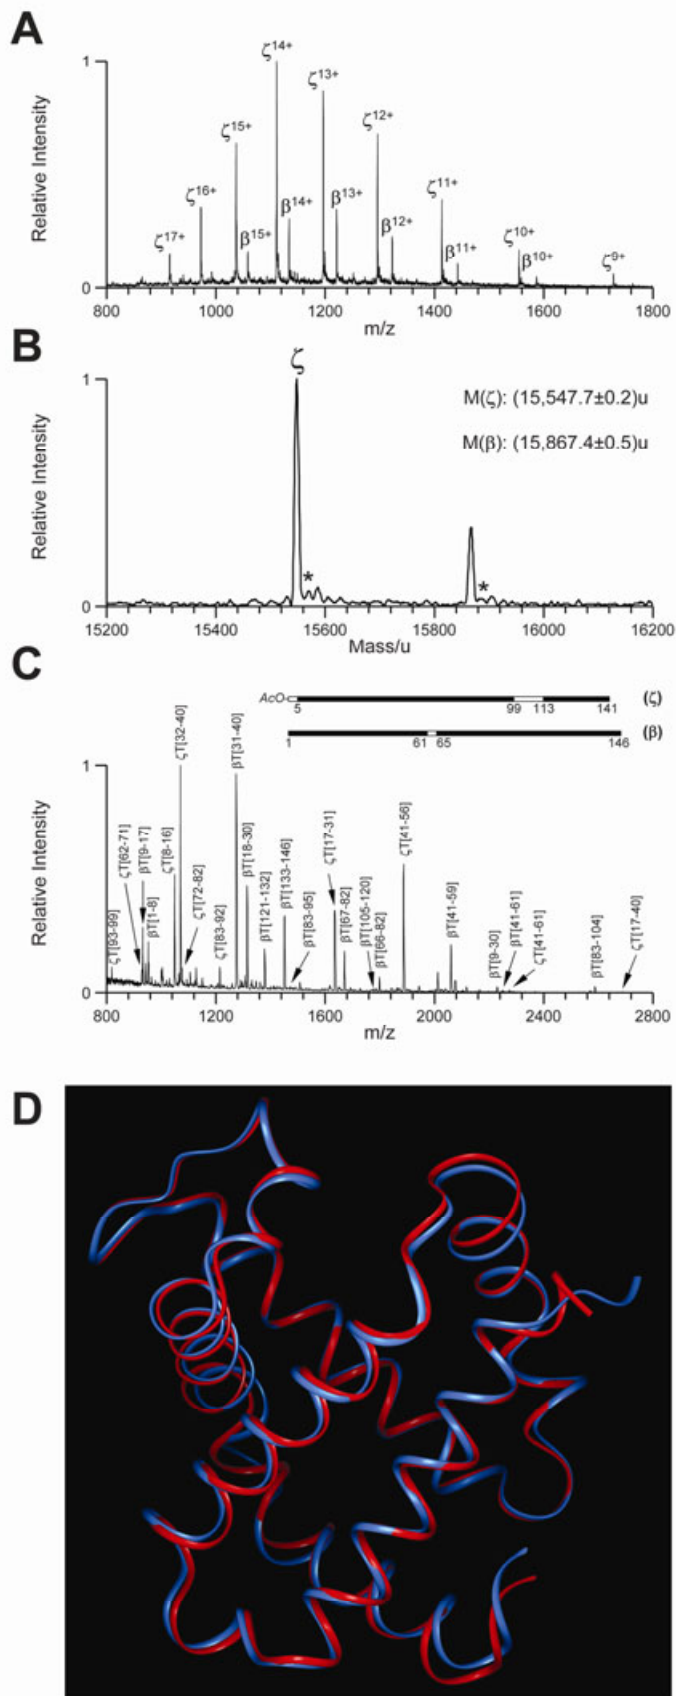 A
Relative Intensity
1
0
ζ17+
ζ16+
ζ15+
β15+
ζ14+
β14+
ζ13+
β13+
ζ12+
β12+
ζ11+
β11+
ζ10+
β10+
ζ9+
800 1000 1200 1400 1600 1800
m/z
B
Relative Intensity
1
0
ζ
*
*
M(ζ): (15,547.7±0.2)u
M(β): (15,867.4±0.5)u
15200 15400 15600 15800 16000 16200
Mass/u
C
AcO
5 99 113 141 (ζ)
1 61 65 146 (β)
Relative Intensity
1
0
ζT[93-99]
ζT[62-71]
βT[9-17]
βT[1-8]
ζT[8-16]
ζT[32-40]
ζT[72-82]
ζT[83-92]
βT[31-40]
βT[18-30]
βT[121-132]
βT[133-146]
βT[83-95]
ζT[17-31]
βT[67-82]
βT[105-120]
βT[66-82]
ζT[41-56]
βT[41-59]
βT[9-30]
βT[41-61]
ζT[41-61]
βT[83-104]
ζT[17-40]
800 1200 1600 2000 2400 2800
m/z
D